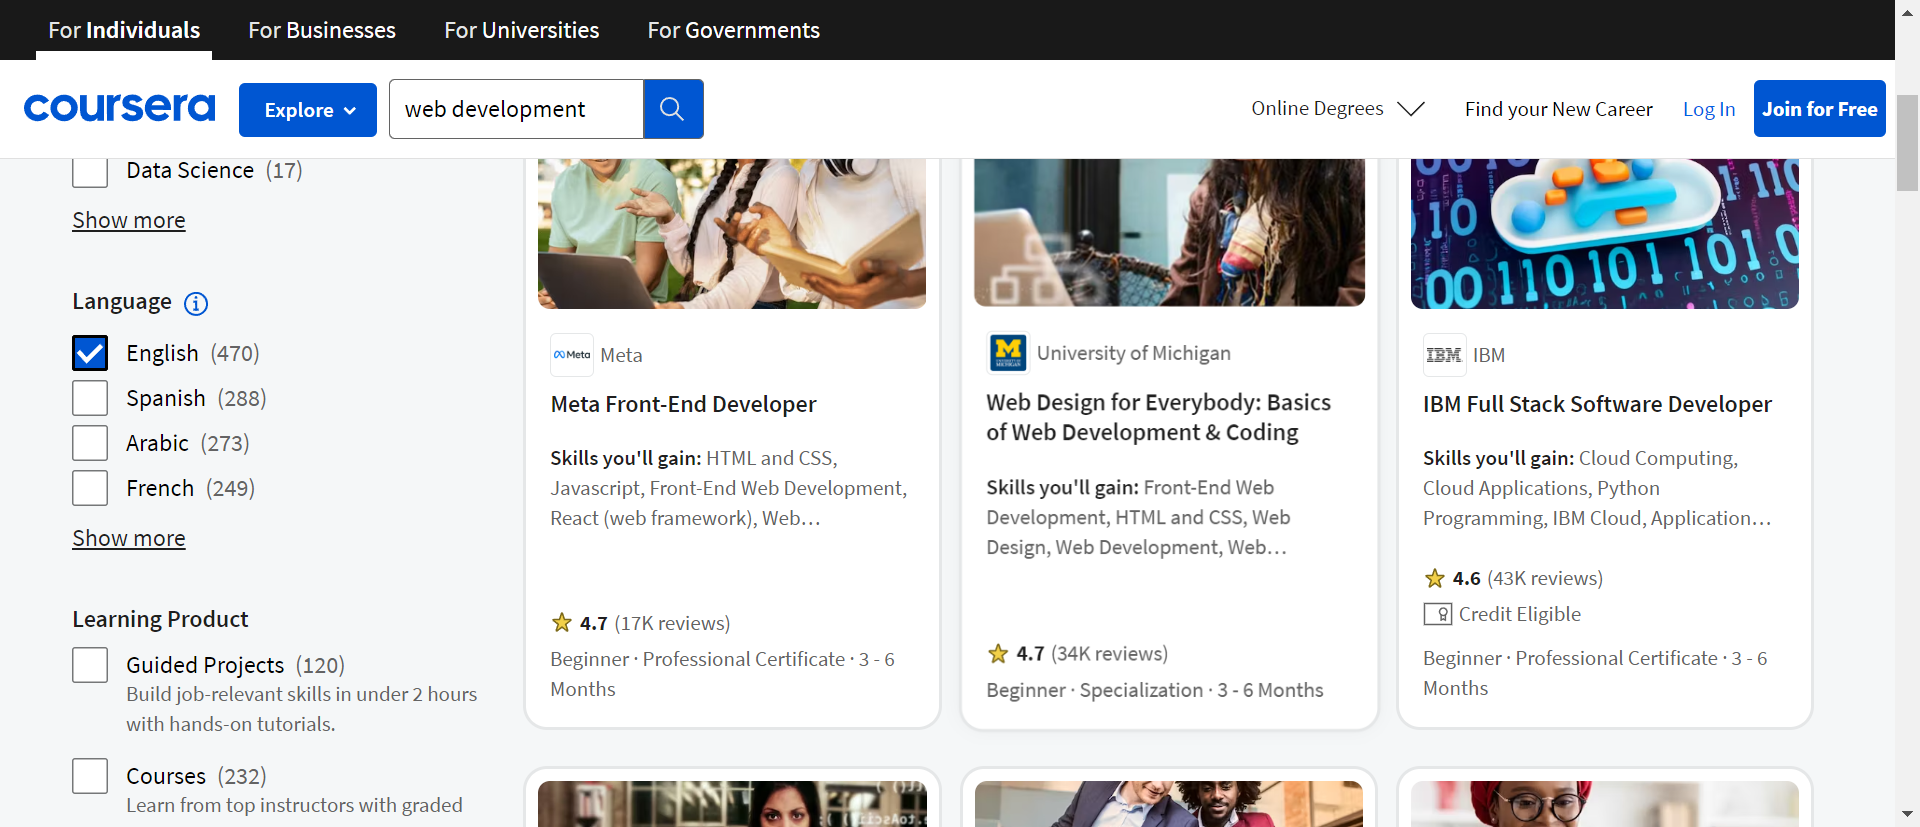 For Individuals
For Businesses
For Universities
For Governments
coursera
Explore
web development
Online Degrees
Find your New Career
Log In
Join for Free
Data Science (17)
Show more
Language
English (470)
Spanish (288)
Arabic (273)
French (249)
Show more
Learning Product
Guided Projects (120)
Build job-relevant skills in under 2 hours
with hands-on tutorials.
Courses (232)
Learn from top instructors with graded
Meta
Meta
Meta Front-End Developer
Skills you'll gain: HTML and CSS,
Javascript, Front-End Web Development,
React (web framework), Web…
4.7 (17K reviews)
Beginner · Professional Certificate · 3 - 6
Months
University of Michigan
Web Design for Everybody: Basics
of Web Development & Coding
Skills you'll gain: Front-End Web
Development, HTML and CSS, Web
Design, Web Development, Web…
4.7 (34K reviews)
Beginner · Specialization · 3 - 6 Months
IBM
IBM
IBM Full Stack Software Developer
Skills you'll gain: Cloud Computing,
Cloud Applications, Python
Programming, IBM Cloud, Application…
4.6 (43K reviews)
Credit Eligible
Beginner · Professional Certificate · 3 - 6
Months